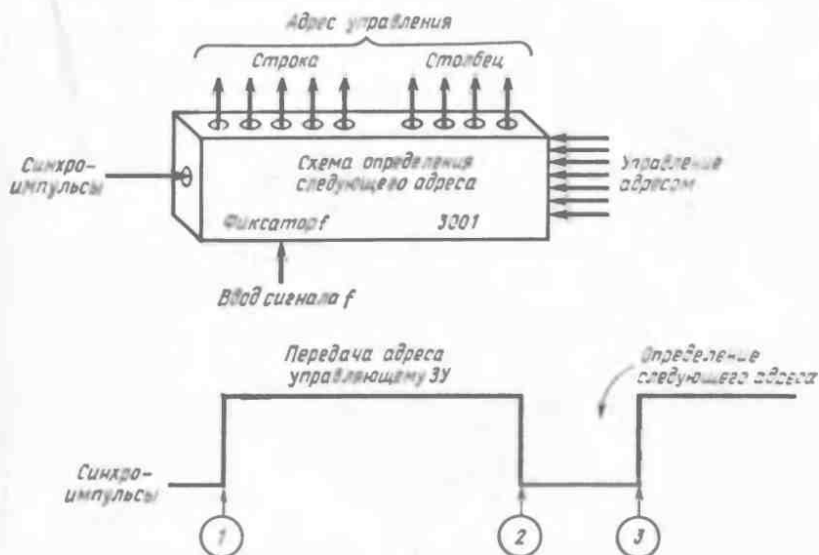 Адрес управления
Строка Столбец
Синхро-
импульсы
Схема определения
следующего адреса
Управление
адресом
Фиксатор f 3001
Ввод сигнала f
Передача адреса
управляющему ЗУ
Определение
следующего адреса
Синхро-
импульсы
1 2 3